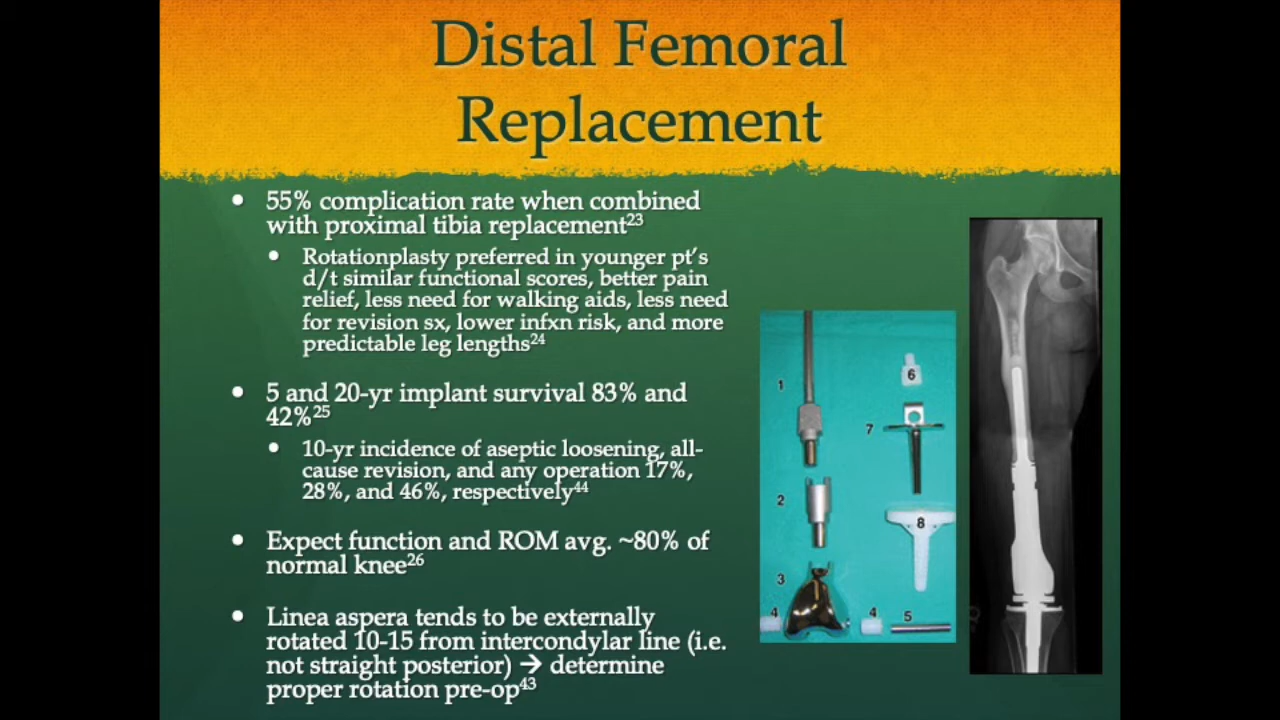 Distal Femoral
Replacement
• 55% complication rate when combined
with proximal tibia replacement23
• Rotationplasty preferred in younger pt's
d/t similar functional scores, better pain
relief, less need for walking aids, less need
for revision sx, lower infxn risk, and more
predictable leg lengths24
• 5 and 20-yr implant survival 83% and
42%25
• 10-yr incidence of aseptic loosening, all-
cause revision, and any operation 17%,
28%, and 46%, respectively44
• Expect function and ROM avg. ~80% of
normal knee26
• Linea aspera tends to be externally
rotated 10-15 from intercondylar line (i.e.
not straight posterior) → determine
proper rotation pre-op43
1
2
3
4
4
5
6
7
8